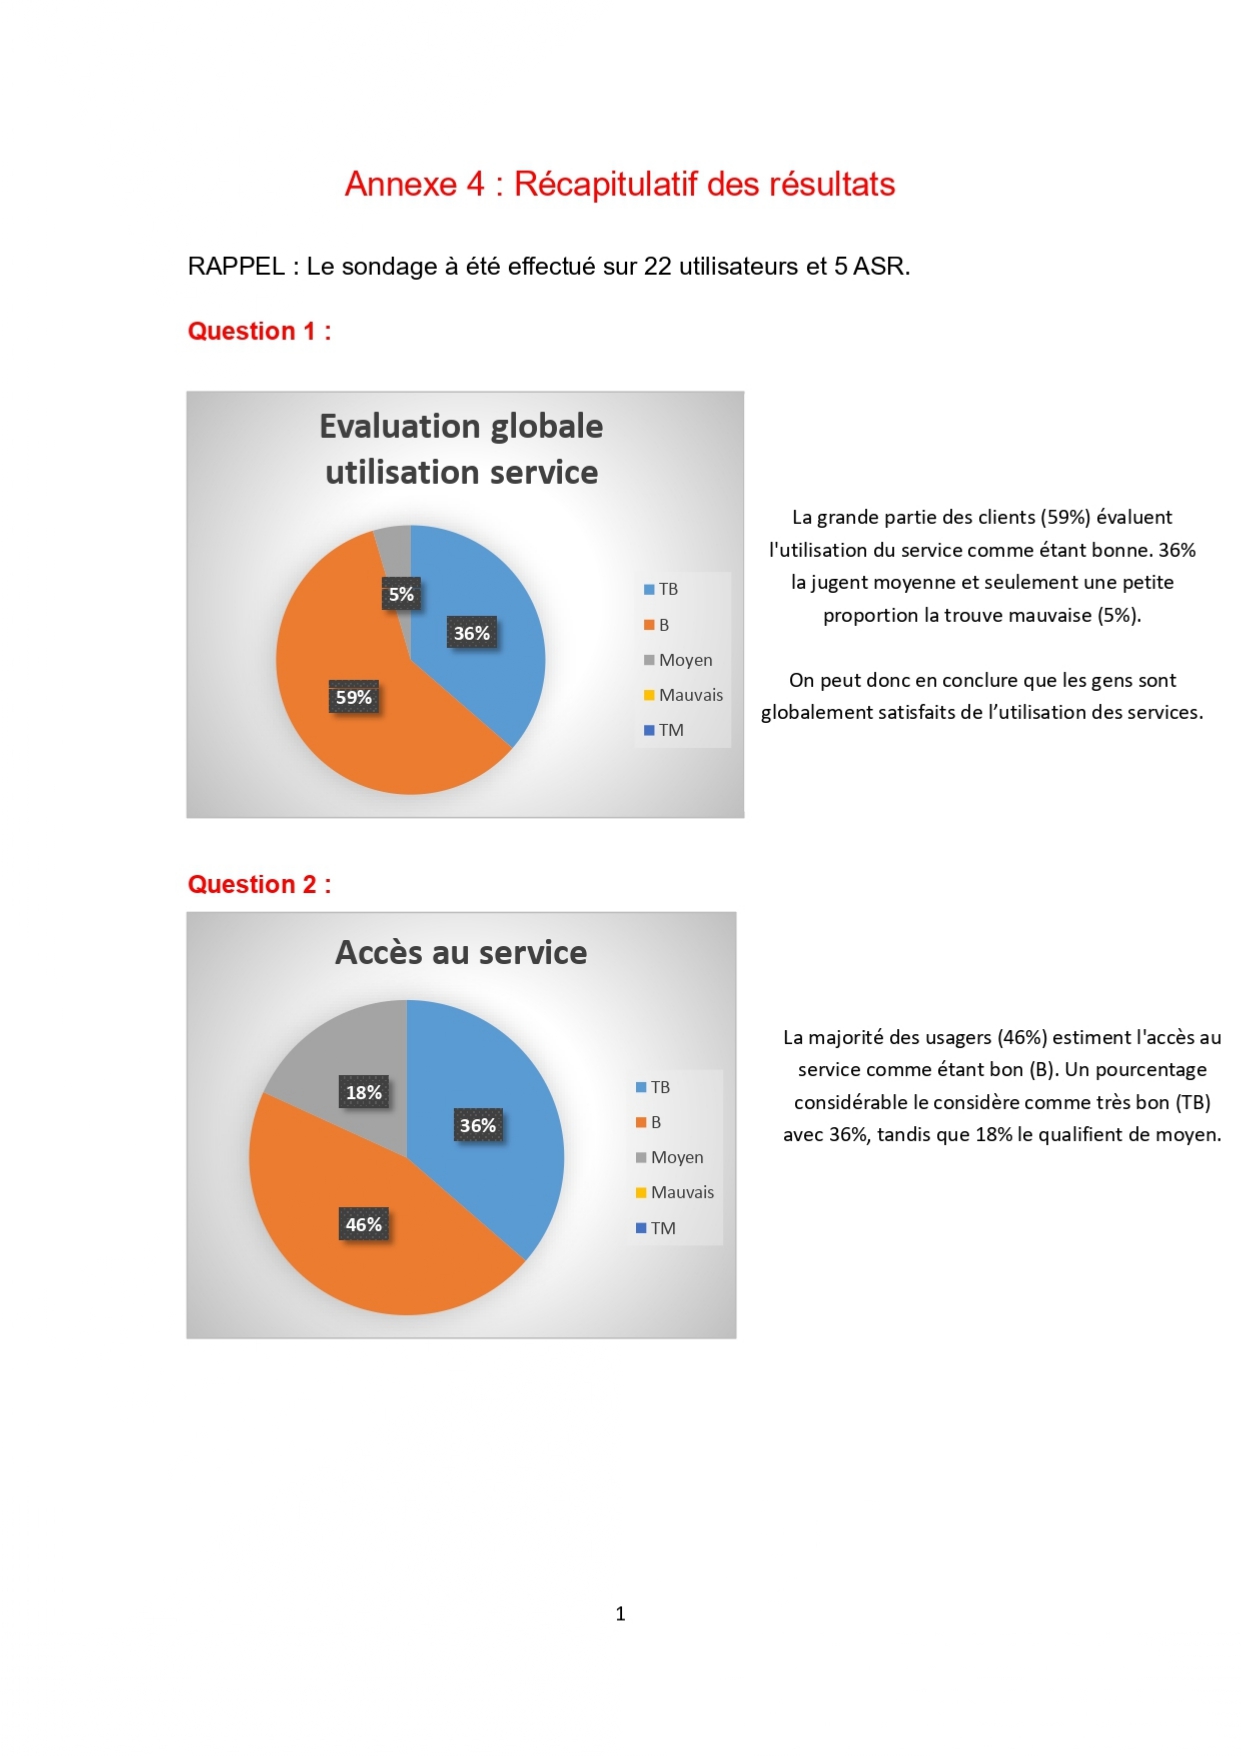 Annexe 4 : Récapitulatif des résultats
RAPPEL : Le sondage à été effectué sur 22 utilisateurs et 5 ASR.
Question 1 :
Evaluation globale
utilisation service
5%
36%
59%
TB
B
Moyen
Mauvais
TM
La grande partie des clients (59%) évaluent
l'utilisation du service comme étant bonne. 36%
la jugent moyenne et seulement une petite
proportion la trouve mauvaise (5%).
On peut donc en conclure que les gens sont
globalement satisfaits de l’utilisation des services.
Question 2 :
Accès au service
18%
36%
46%
TB
B
Moyen
Mauvais
TM
La majorité des usagers (46%) estiment l'accès au
service comme étant bon (B). Un pourcentage
considérable le considère comme très bon (TB)
avec 36%, tandis que 18% le qualifient de moyen.
1